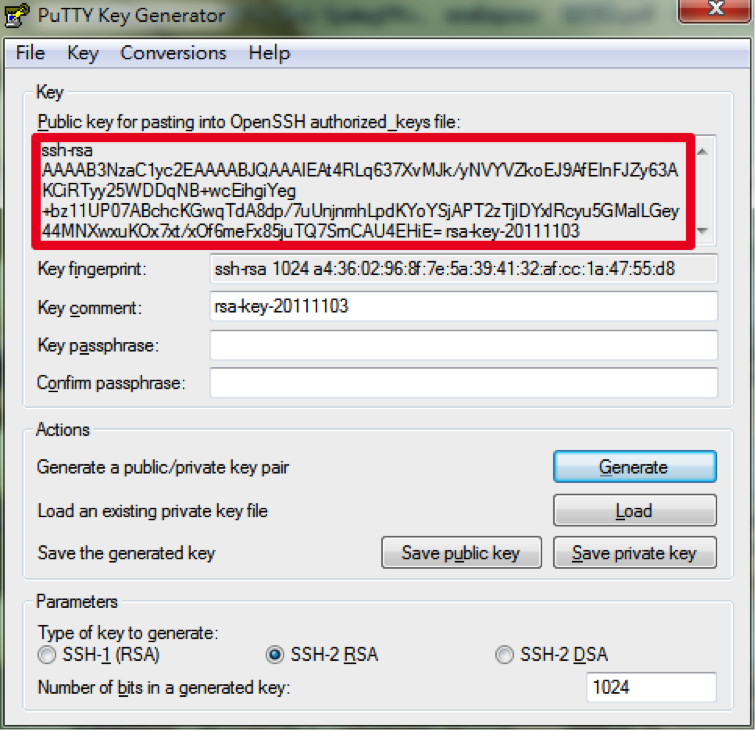 PuTTY Key Generator
File Key Conversions Help
Key
Public key for pasting into OpenSSH authorized_keys file:
ssh-rsa
AAAAB3NzaC1yc2EAAAABJQAAAIEAt4RLq637XvMJk/yNVYVZkoEJ9AfElnFJZy63A
KCiRTyy25WDDqNB+wcEihgiYeg
+bz11UP07ABchcKGwqTdA8dp/7uUnjnmhLpdKYoYSjAPT2zTjlDYxlRcyu5GMalLGey
44MNXwxuKOx7xt/xOf6meFx85juTQ7SmCAU4EHiE= rsa-key-20111103
Key fingerprint: ssh-rsa 1024 a4:36:02:96:8f:7e:5a:39:41:32:af:cc:1a:47:55:d8
Key comment: rsa-key-20111103
Key passphrase:
Confirm passphrase:
Actions
Generate a public/private key pair Generate
Load an existing private key file Load
Save the generated key Save public key Save private key
Parameters
Type of key to generate:
SSH-1 (RSA) SSH-2 RSA SSH-2 DSA
Number of bits in a generated key: 1024